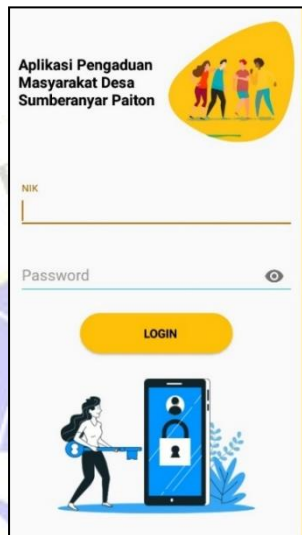 Aplikasi Pengaduan
Masyarakat Desa
Sumberanyar Paiton
NIK
Password
LOGIN